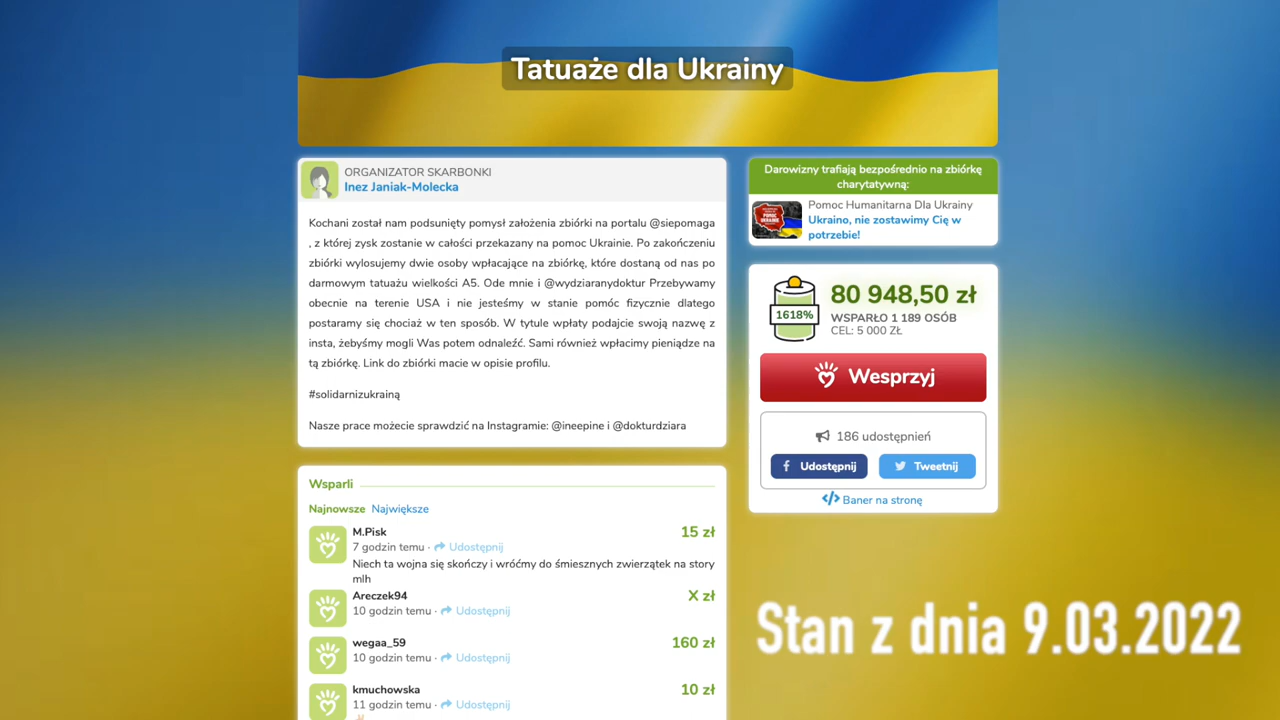 Tatuaże dla Ukrainy
ORGANIZATOR SKARBONKI
Inez Janiak-Molecka
Kochani został nam podsunięty pomysł założenia zbiórki na portalu @siepomaga
, z której zysk zostanie w całości przekazany na pomoc Ukrainie. Po zakończeniu
zbiórki wylosujemy dwie osoby wpłacające na zbiórkę, które dostaną od nas po
darmowym tatuażu wielkości A5. Ode mnie i @wydziaranydoktur Przebywamy
obecnie na terenie USA i nie jesteśmy w stanie pomóc fizycznie dlatego
postaramy się chociaż w ten sposób. W tytule wpłaty podajcie swoją nazwę z
insta, żebyśmy mogli Was potem odnaleźć. Sami również wpłacimy pieniądze na
tą zbiórkę. Link do zbiórki macie w opisie profilu.
#solidarnizukrainą
Nasze prace możecie sprawdzić na Instagramie: @ineepine i @dokturdziara
Wsparli
Najnowsze Największe
M.Pisk 15 zł
7 godzin temu · Udostępnij
Niech ta wojna się skończy i wróćmy do śmiesznych zwierzątek na story
mlh
Areczek94 X zł
10 godzin temu · Udostępnij
wegaa_59 160 zł
10 godzin temu · Udostępnij
kmuchowska 10 zł
11 godzin temu · Udostępnij
Darowizny trafiają bezpośrednio na zbiórkę
charytatywną:
Pomoc Humanitarna Dla Ukrainy
Ukraino, nie zostawimy Cię w
potrzebie!
1618%
80 948,50 zł
WSPARŁO 1 189 OSÓB
CEL: 5 000 ZŁ
Wesprzyj
186 udostępnień
Udostępnij Tweetnij
Baner na stronę
Stan z dnia 9.03.2022